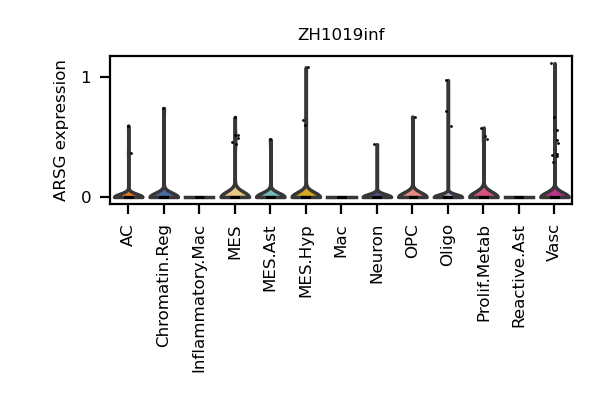 ZH1019inf
ARSG expression
1
0
AC
Chromatin.Reg
Inflammatory.Mac
MES
MES.Ast
MES.Hyp
Mac
Neuron
OPC
Oligo
Prolif.Metab
Reactive.Ast
Vasc